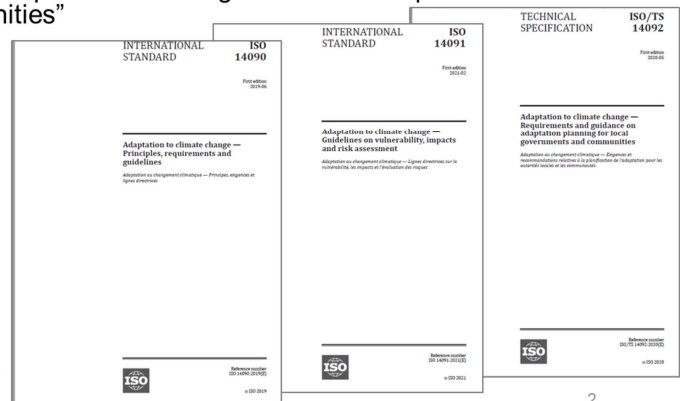 nities”
INTERNATIONAL
STANDARD
ISO
14090
First edition
2019-06
Adaptation to climate change —
Principles, requirements and
guidelines
Adaptation au changement climatique — Principes, exigences et
lignes directrices
ISO
Reference number
ISO 14090:2019(E)
© ISO 2019
INTERNATIONAL
STANDARD
ISO
14091
First edition
2021-02
Adaptation to climate change —
Guidelines on vulnerability, impacts
and risk assessment
Adaptation au changement climatique — Lignes directrices sur la
vulnérabilité, les impacts et l'évaluation des risques
ISO
Reference number
ISO 14091:2021(E)
© ISO 2021
TECHNICAL
SPECIFICATION
ISO/TS
14092
First edition
2020-05
Adaptation to climate change —
Requirements and guidance on
adaptation planning for local
governments and communities
Adaptation au changement climatique — Exigences et
recommandations relatives à la planification de l'adaptation pour les
autorités locales et les communautés
ISO
Reference number
ISO/TS 14092:2020(E)
© ISO 2020